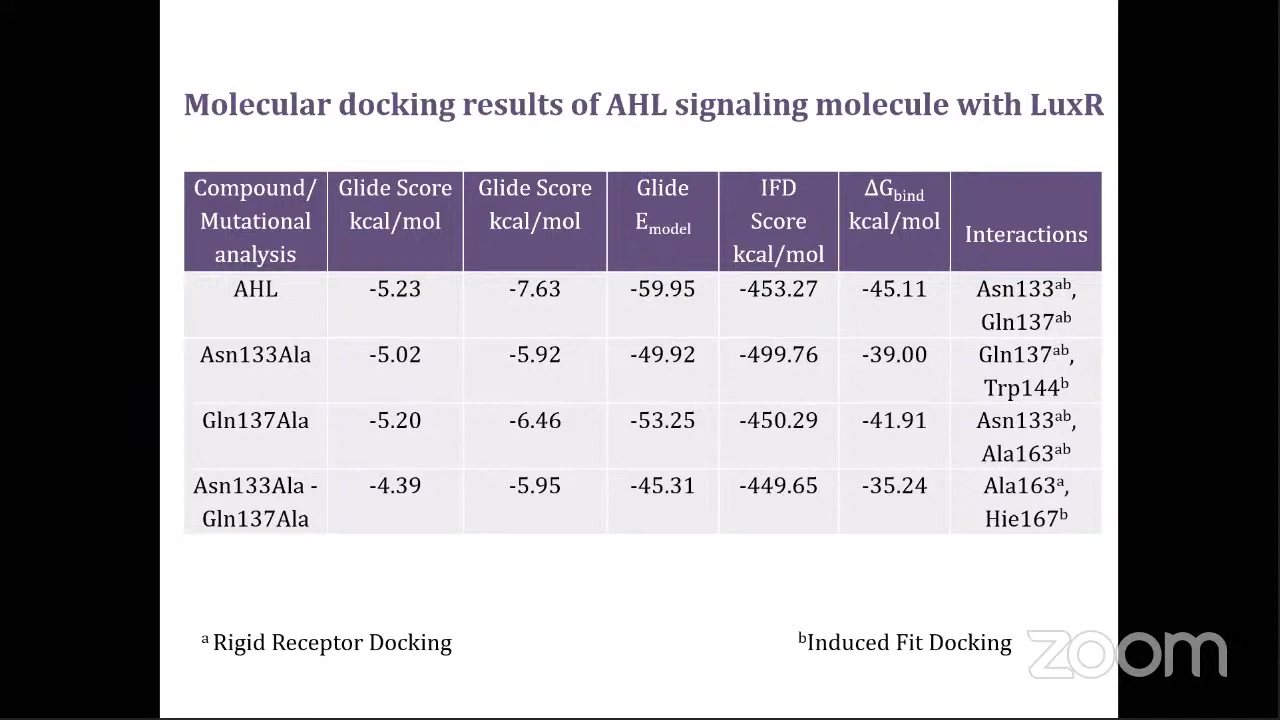 Molecular docking results of AHL signaling molecule with LuxR
Compound/ Mutational analysis | Glide Score kcal/mol | Glide Score kcal/mol | Glide Emodel | IFD Score kcal/mol | ΔGbind kcal/mol | Interactions
AHL | -5.23 | -7.63 | -59.95 | -453.27 | -45.11 | Asn133ᵃᵇ, Gln137ᵃᵇ
Asn133Ala | -5.02 | -5.92 | -49.92 | -499.76 | -39.00 | Gln137ᵃᵇ, Trp144ᵇ
Gln137Ala | -5.20 | -6.46 | -53.25 | -450.29 | -41.91 | Asn133ᵃᵇ, Ala163ᵃᵇ
Asn133Ala - Gln137Ala | -4.39 | -5.95 | -45.31 | -449.65 | -35.24 | Ala163ᵃ, Hie167ᵇ
ᵃ Rigid Receptor Docking
ᵇInduced Fit Docking
zoom